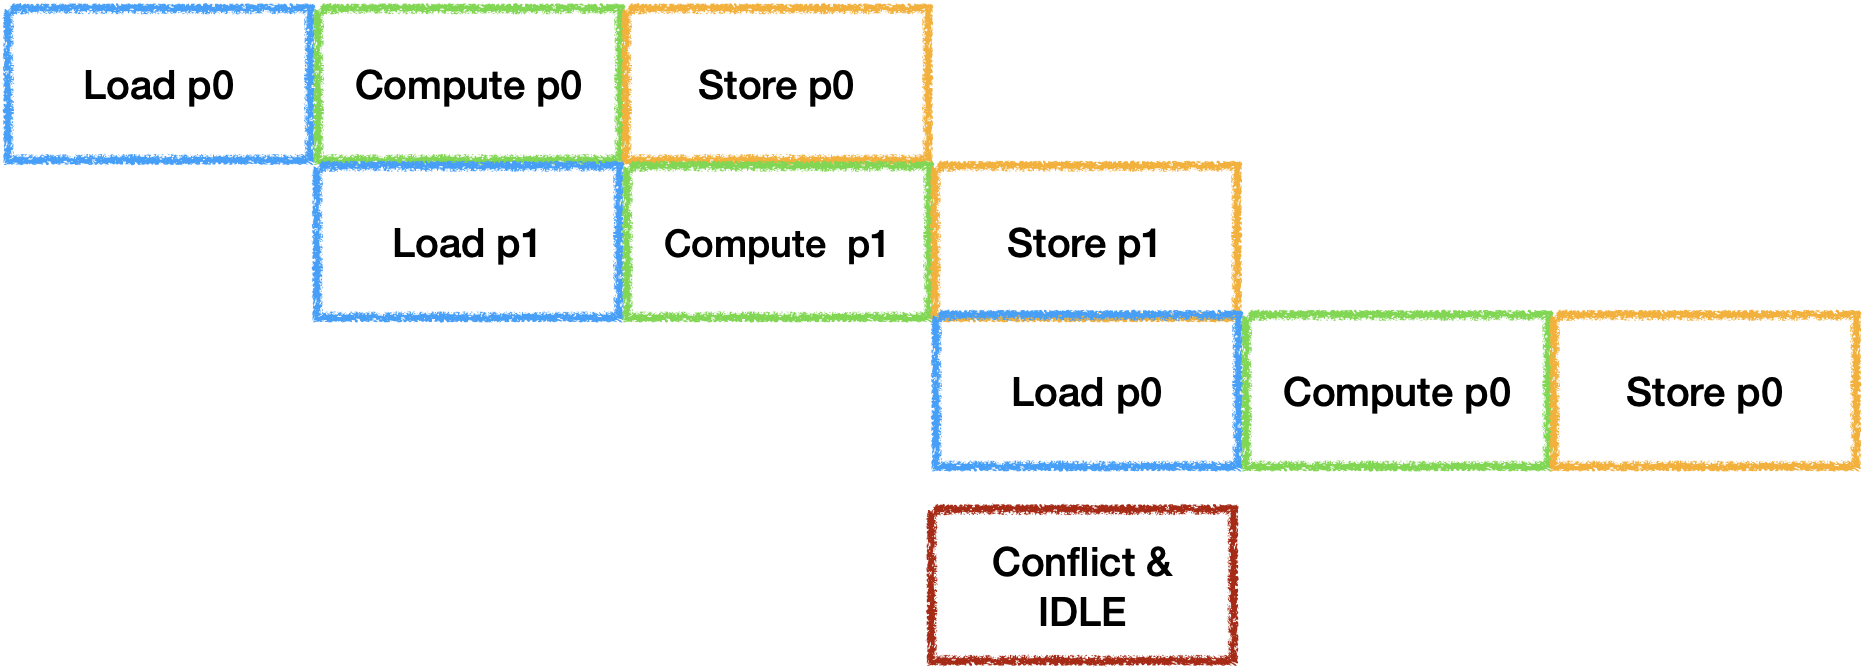 Load p0
Compute p0
Store p0
Load p1
Compute  p1
Store p1
Load p0
Compute p0
Store p0
Conflict &
IDLE